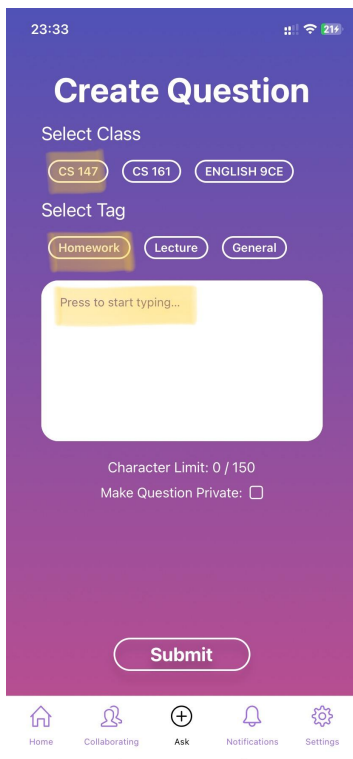 23:33 21
Create Question
Select Class
CS 147 CS 161 ENGLISH 9CE
Select Tag
Homework Lecture General
Press to start typing...
Character Limit: 0 / 150
Make Question Private:
Submit
Home Collaborating Ask Notifications Settings